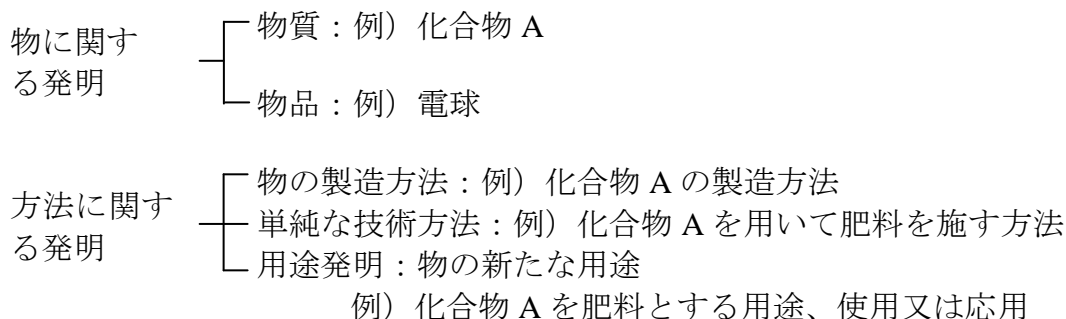 物に関す
る発明
物質：例）化合物 A
物品：例）電球
方法に関す
る発明
物の製造方法：例）化合物 A の製造方法
単純な技術方法：例）化合物 A を用いて肥料を施す方法
用途発明：物の新たな用途
例）化合物 A を肥料とする用途、使用又は応用